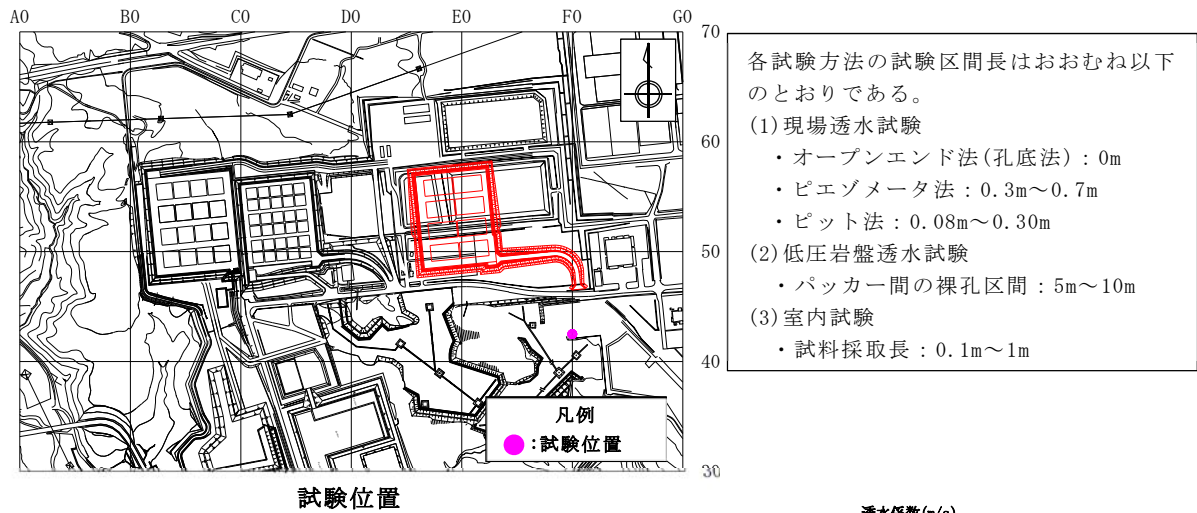 A0 B0 C0 D0 E0 F0 G0
70
60
50
40
30
凡例
:試験位置
試験位置
各試験方法の試験区間長はおおむね以下
のとおりである。
(1)現場透水試験
・オープンエンド法(孔底法)：0m
・ピエゾメータ法：0.3m～0.7m
・ピット法：0.08m～0.30m
(2)低圧岩盤透水試験
・パッカー間の裸孔区間：5m～10m
(3)室内試験
・試料採取長：0.1m～1m